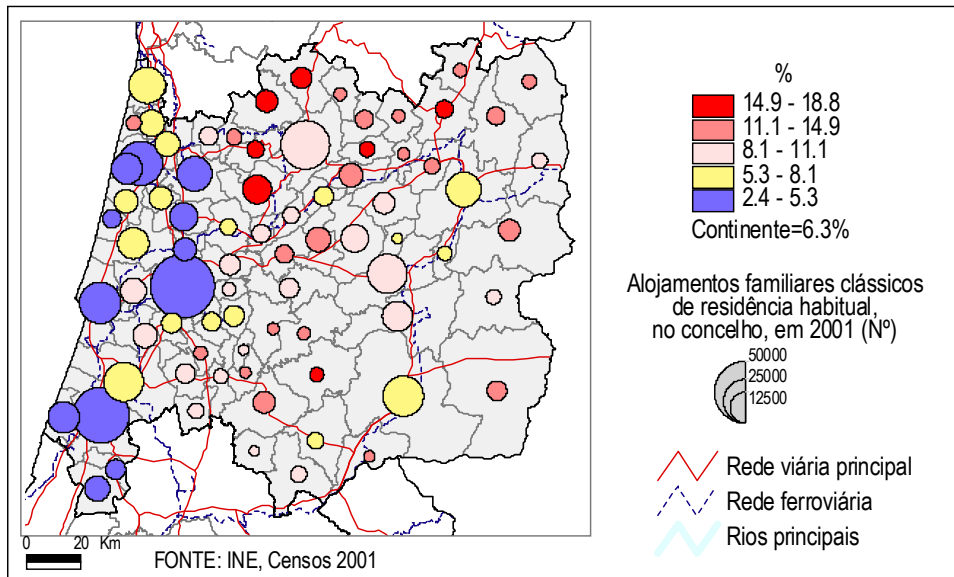 %
14.9 - 18.8
11.1 - 14.9
8.1 - 11.1
5.3 - 8.1
2.4 - 5.3
Continente=6.3%
Alojamentos familiares clássicos
de residência habitual,
no concelho, em 2001 (Nº)
50000
25000
12500
Rede viária principal
Rede ferroviária
Rios principais
0 20 Km
FONTE: INE, Censos 2001